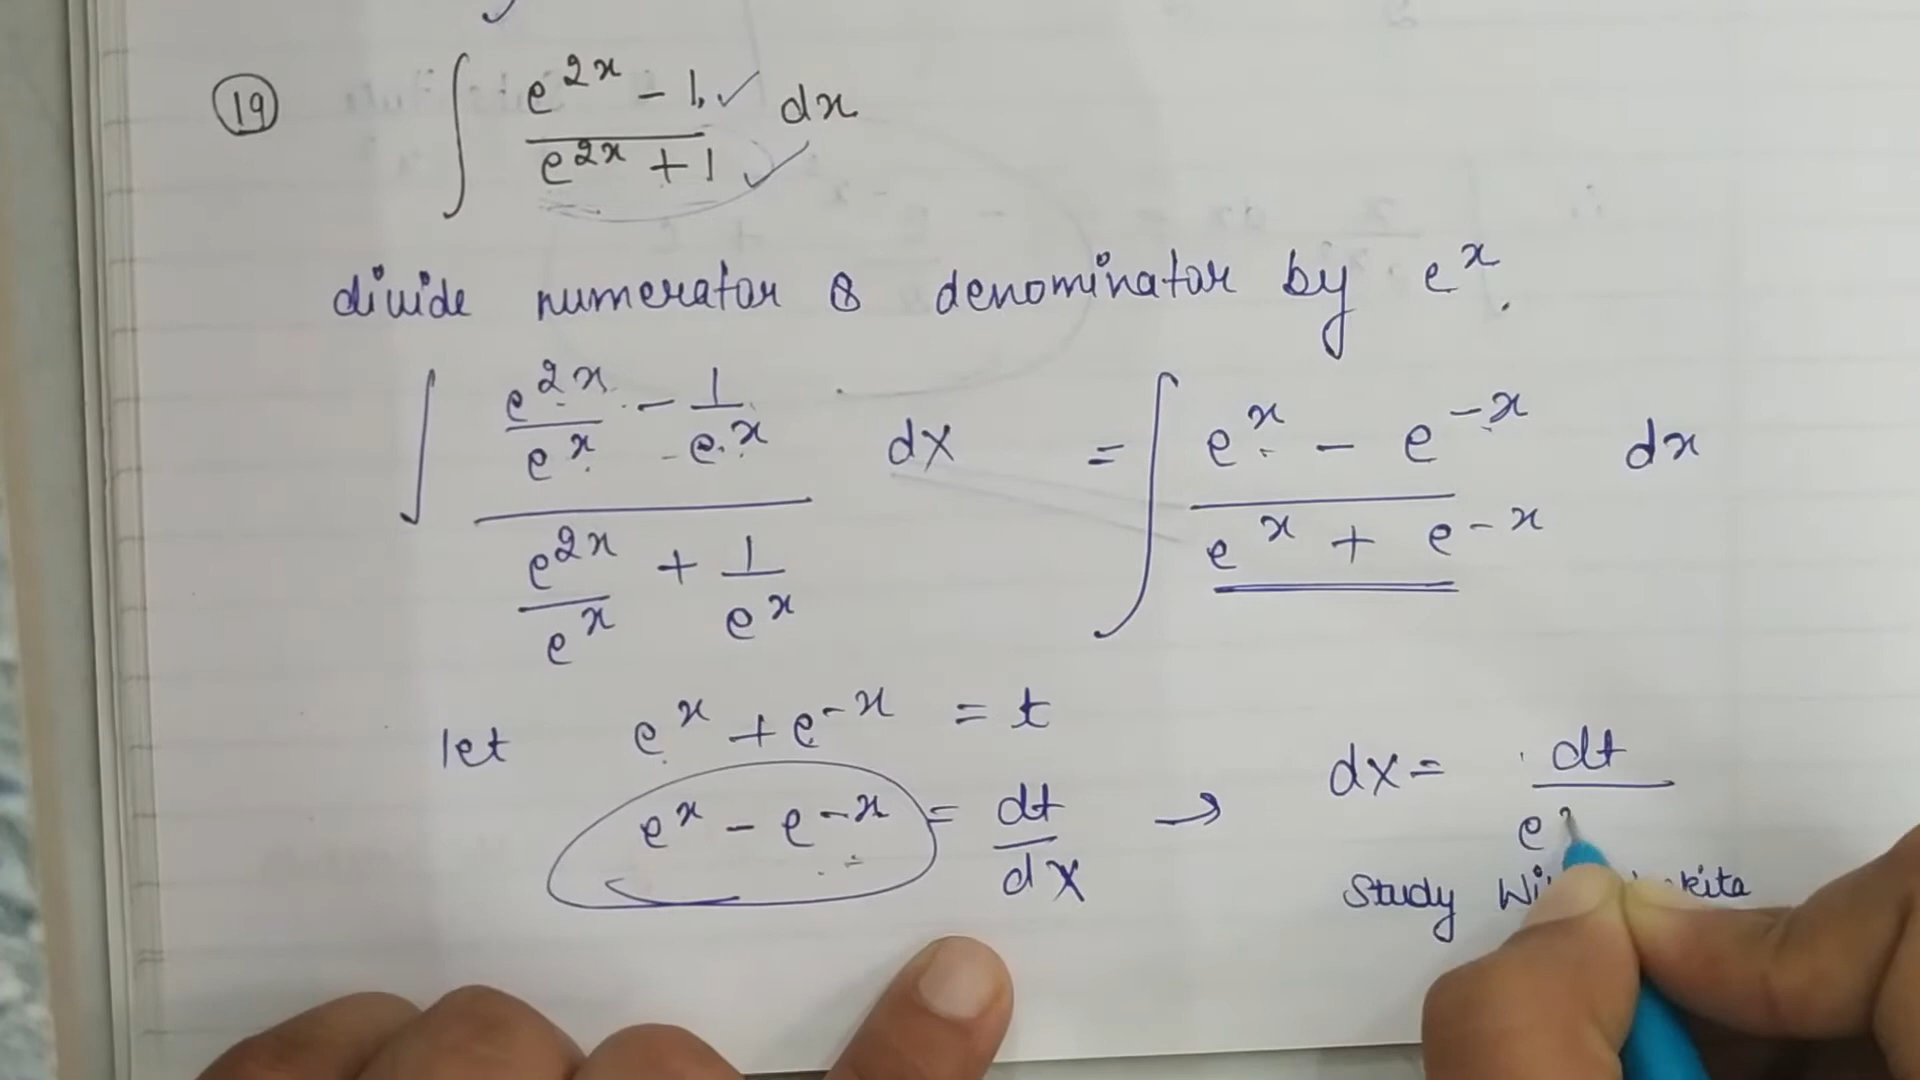 19 ∫ (e^{2x} - 1)/(e^{2x} + 1) dx
divide numerator & denominator by e^x.
∫ (e^{2x}/e^x - 1/e^x)/(e^{2x}/e^x + 1/e^x) dx = ∫ (e^x - e^{-x})/(e^x + e^{-x}) dx
let e^x + e^{-x} = t
e^x - e^{-x} = dt/dx → dx = dt/e
Study